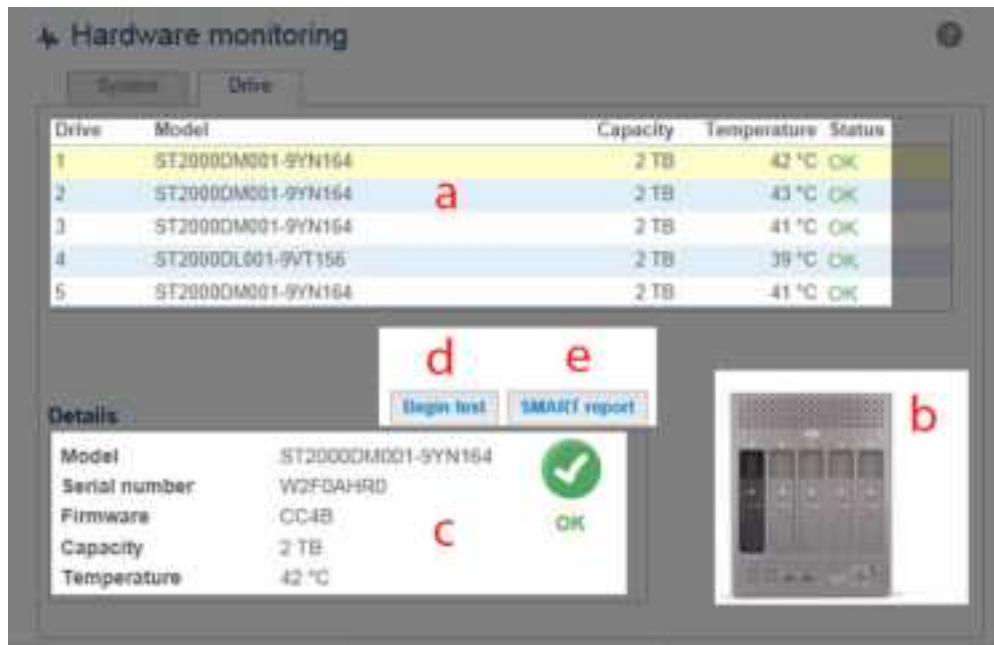 Hardware monitoring
System Drive
Drive Model Capacity Temperature Status
1 ST2000DM001-9YN164 2 TB 42 °C OK
2 ST2000DM001-9YN164 2 TB 43 °C OK
a
3 ST2000DM001-9YN164 2 TB 41 °C OK
4 ST2000DL001-9VT156 2 TB 39 °C OK
5 ST2000DM001-9YN164 2 TB 41 °C OK
d e
Begin test SMART report
b
Details
Model ST2000DM001-9YN164
Serial number W2F0AHR0
Firmware CC4B
OK
c
Capacity 2 TB
Temperature 42 °C